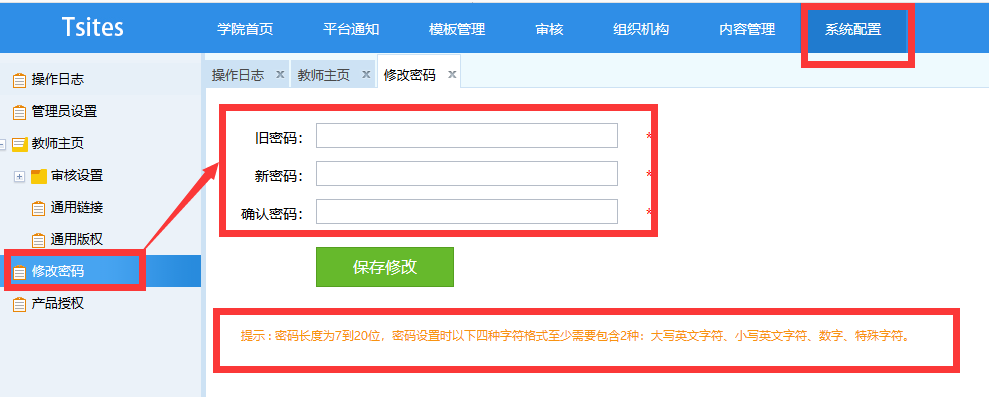 Tsites
学院首页
平台通知
模板管理
审核
组织机构
内容管理
系统配置
操作日志
管理员设置
教师主页
审核设置
通用链接
通用版权
修改密码
产品授权
操作日志 x
教师主页 x
修改密码 x
旧密码： *
新密码： *
确认密码： *
保存修改
提示：密码长度为7到20位，密码设置时以下四种字符格式至少需要包含2种：大写英文字符、小写英文字符、数字、特殊字符。